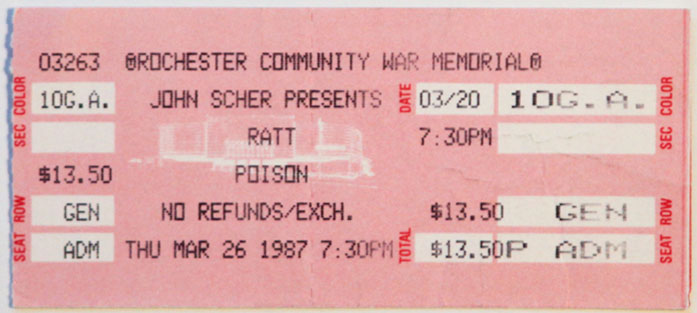 03263 @ROCHESTER COMMUNITY WAR MEMORIAL@
COLOR 10G.A. JOHN SCHER PRESENTS DATE 03/20 10G.A. COLOR
SEC RATT 7:30PM SEC
$13.50 POISON
ROW GEN NO REFUNDS/EXCH. $13.50 GEN ROW
SEAT ADM THU MAR 26 1987 7:30PM TOTAL $13.50P ADM SEAT